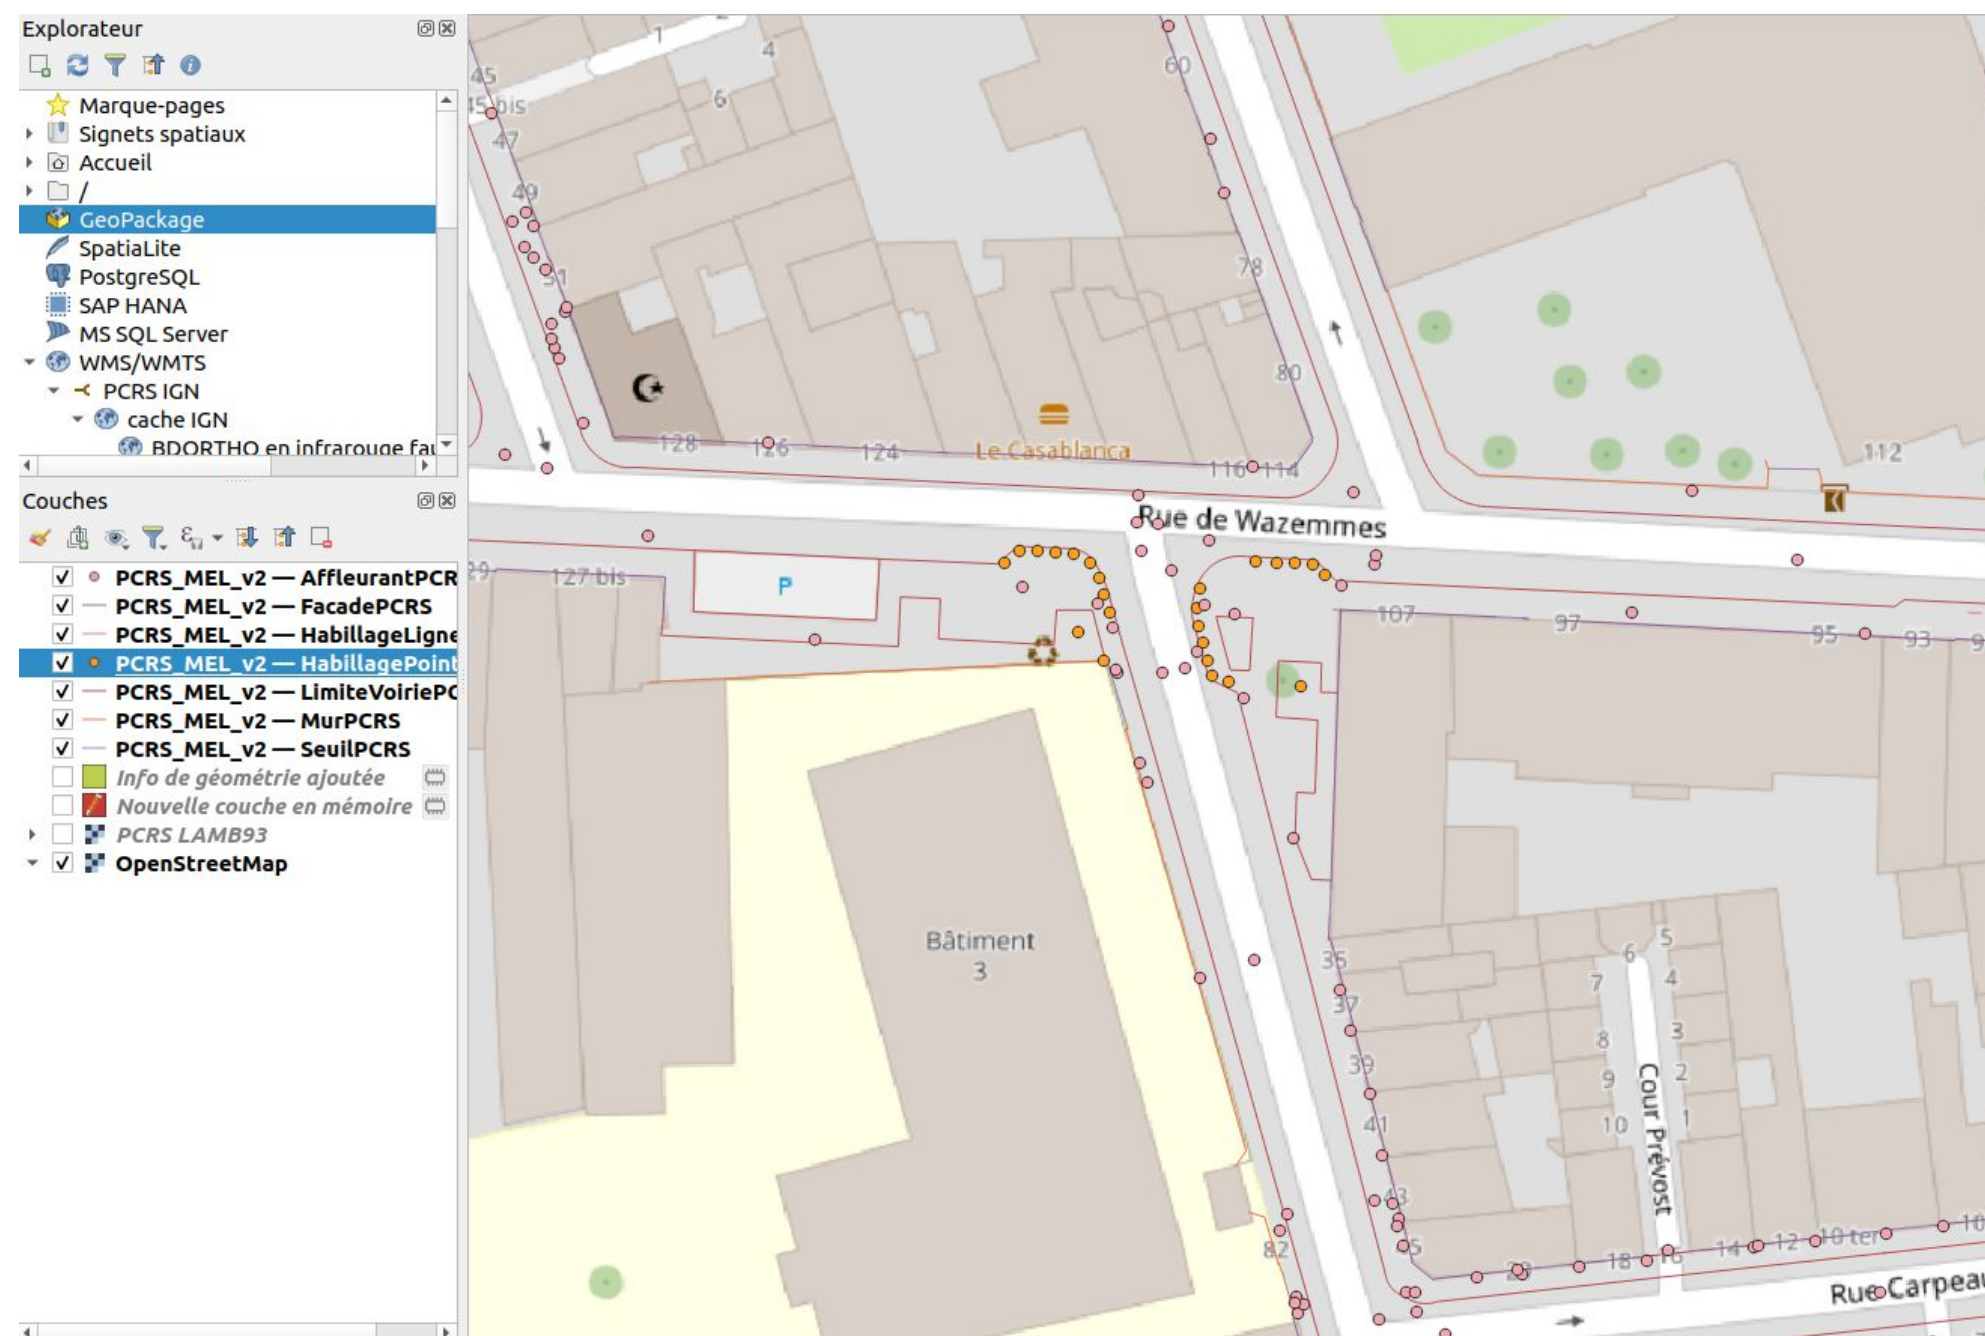 Explorateur
Marque-pages
Signets spatiaux
Accueil
/
GeoPackage
SpatiaLite
PostgreSQL
SAP HANA
MS SQL Server
WMS/WMTS
PCRS IGN
cache IGN
BDORTHO en infrarouge fau
Couches
PCRS_MEL_v2 — AffleurantPCR
PCRS_MEL_v2 — FacadePCRS
PCRS_MEL_v2 — HabillageLigne
PCRS_MEL_v2 — HabillagePoint
PCRS_MEL_v2 — LimiteVoiriePC
PCRS_MEL_v2 — MurPCRS
PCRS_MEL_v2 — SeuilPCRS
Info de géométrie ajoutée
Nouvelle couche en mémoire
PCRS LAMB93
OpenStreetMap
1
4
45
45 bis
6
60
47
49
51
78
80
128
126
124
Le Casablanca
116
114
112
Rue de Wazemmes
29
127 bis
P
107
97
95
93
9
Bâtiment
3
35
37
39
41
43
45
82
5
6
7
4
8
3
9
2
10
1
Cour Prévost
18
16
14
12
10 ter
10
Rue Carpeau